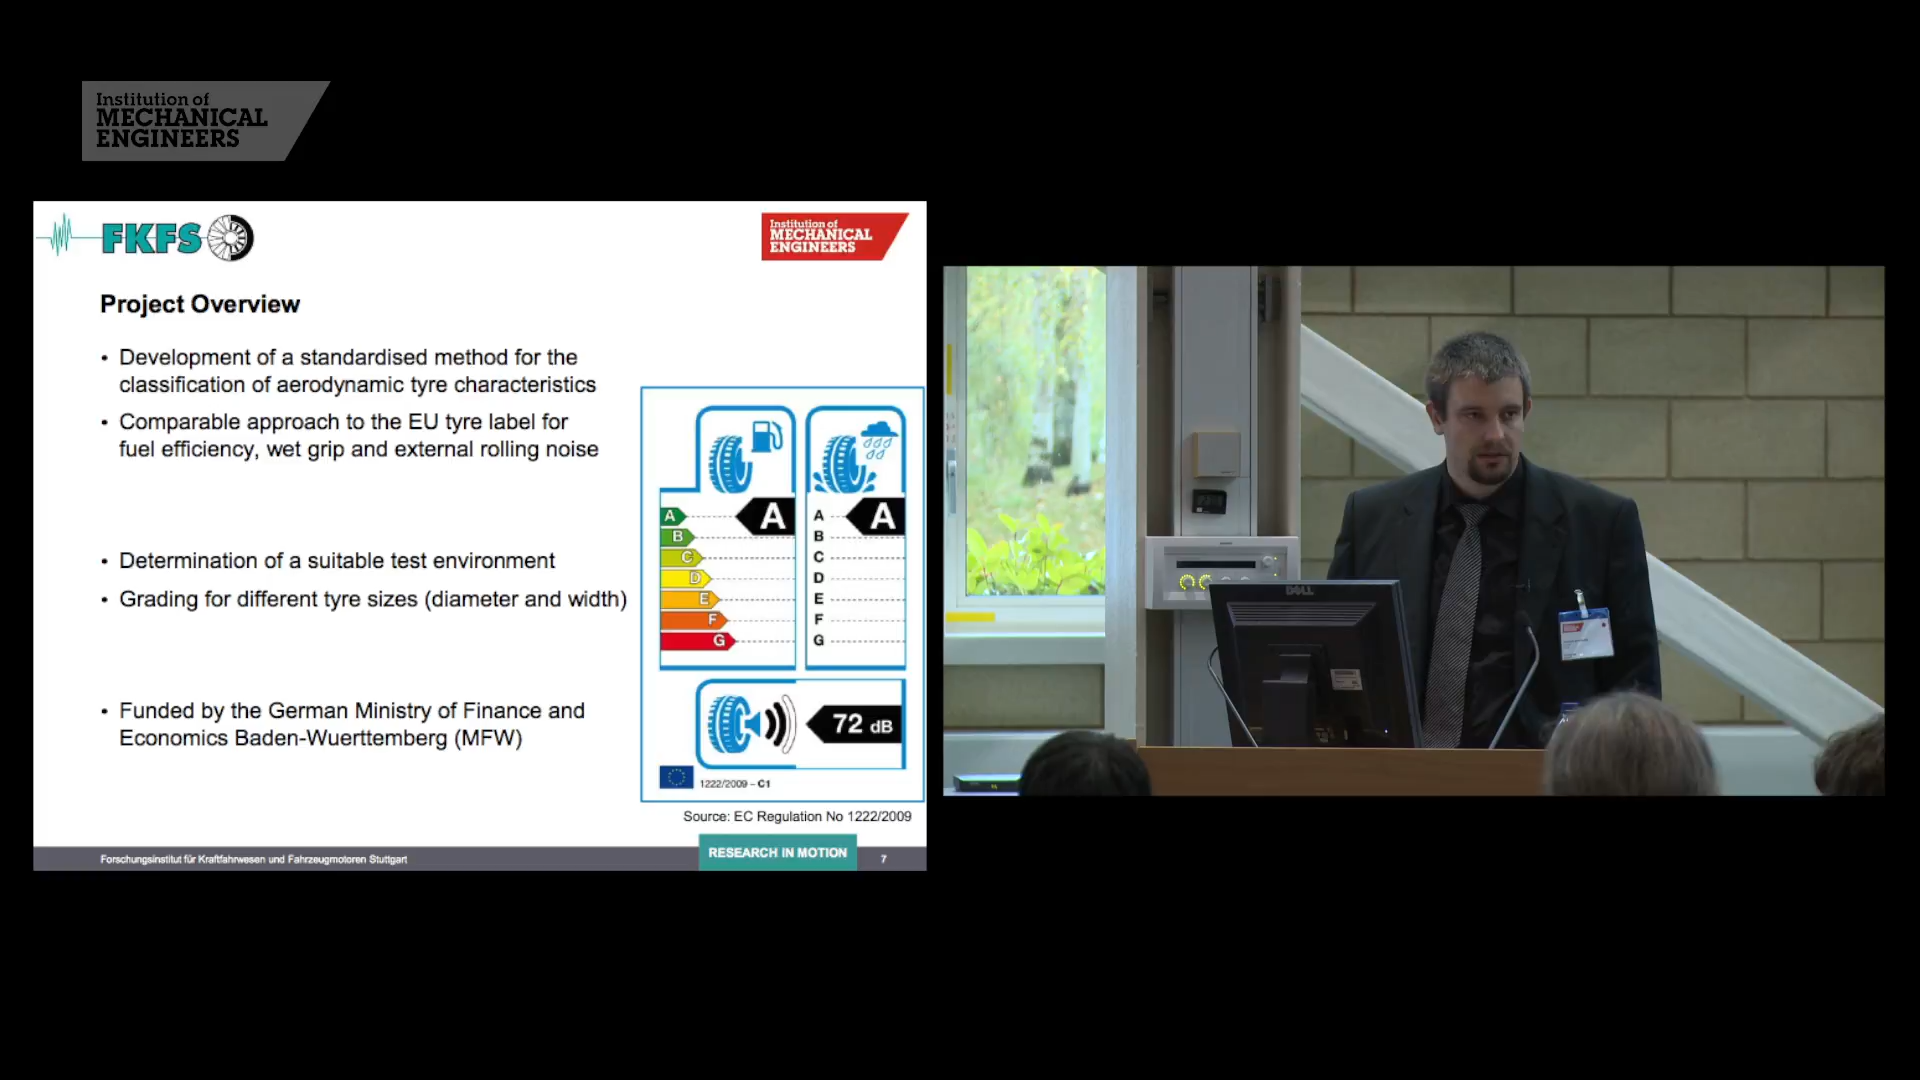 Institution of
MECHANICAL
ENGINEERS
FKFS
Institution of
MECHANICAL
ENGINEERS
Project Overview
• Development of a standardised method for the
classification of aerodynamic tyre characteristics
• Comparable approach to the EU tyre label for
fuel efficiency, wet grip and external rolling noise
• Determination of a suitable test environment
• Grading for different tyre sizes (diameter and width)
• Funded by the German Ministry of Finance and
Economics Baden-Wuerttemberg (MFW)
A A A A
B B
C C
D D
E E
F F
G G
72 dB
1222/2009 – C1
Source: EC Regulation No 1222/2009
Forschungsinstitut für Kraftfahrwesen und Fahrzeugmotoren Stuttgart
RESEARCH IN MOTION
7
DELL